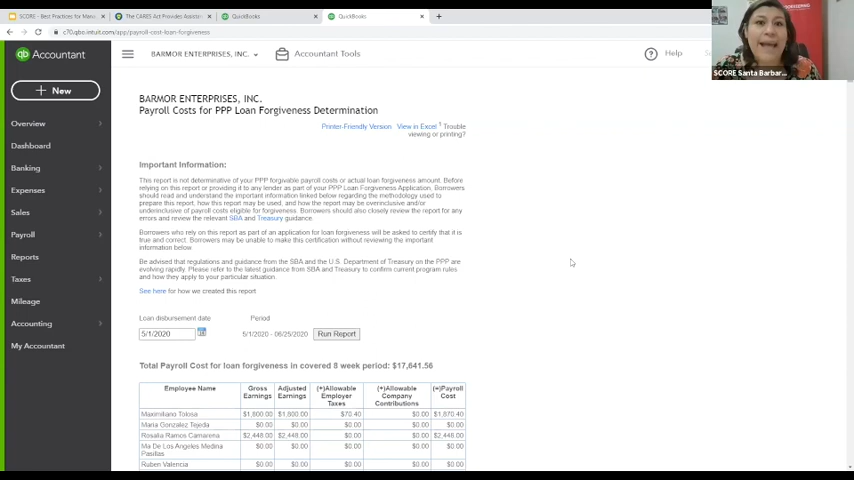 SCORE - Best Practices for Man
The CARES Act Provides Assistan
QuickBooks
QuickBooks
c70.qbo.intuit.com/app/payroll-cost-loan-forgiveness
qb Accountant
BARMOR ENTERPRISES, INC.
Accountant Tools
Help
SCORE Santa Barbar...
+ New
Overview
Dashboard
Banking
Expenses
Sales
Payroll
Reports
Taxes
Mileage
Accounting
My Accountant
BARMOR ENTERPRISES, INC.
Payroll Costs for PPP Loan Forgiveness Determination
Printer-Friendly Version View in Excel 1 Trouble
viewing or printing?
Important Information:
This report is not determinative of your PPP forgivable payroll costs or actual loan forgiveness amount. Before
relying on this report or providing it to any lender as part of your PPP Loan Forgiveness Application. Borrowers
should read and understand the important information linked below regarding the methodology used to
prepare this report, how this report may be used, and how the report may be overinclusive and/or
underinclusive of payroll costs eligible for forgiveness. Borrowers should also closely review the report for any
errors and review the relevant SBA and Treasury guidance.
Borrowers who rely on this report as part of an application for loan forgiveness will be asked to certify that it is
true and correct. Borrowers may be unable to make this certification without reviewing the important
information below
Be advised that regulations and guidance from the SBA and the U.S. Department of Treasury on the PPP are
evolving rapidly. Please refer to the latest guidance from SBA and Treasury to confirm current program rules
and how they apply to your particular situation.
See here for how we created this report
Loan disbursement date Period
5/1/2020 5/1/2020 - 06/25/2020 Run Report
Total Payroll Cost for loan forgiveness in covered 8 week period: $17,641.56
Employee Name Gross Earnings Adjusted Earnings (+)Allowable Employer Taxes (+)Allowable Company Contributions (=)Payroll Cost
Maximiliano Tolosa $1,800.00 $1,800.00 $70.40 $0.00 $1,870.40
Maria Gonzalez Tejeda $0.00 $0.00 $0.00 $0.00 $0.00
Rosalia Ramos Camarena $2,448.00 $2,448.00 $0.00 $0.00 $2,448.00
Ma De Los Angeles Medina Pasillas $0.00 $0.00 $0.00 $0.00 $0.00
Ruben Valencia $0.00 $0.00 $0.00 $0.00 $0.00